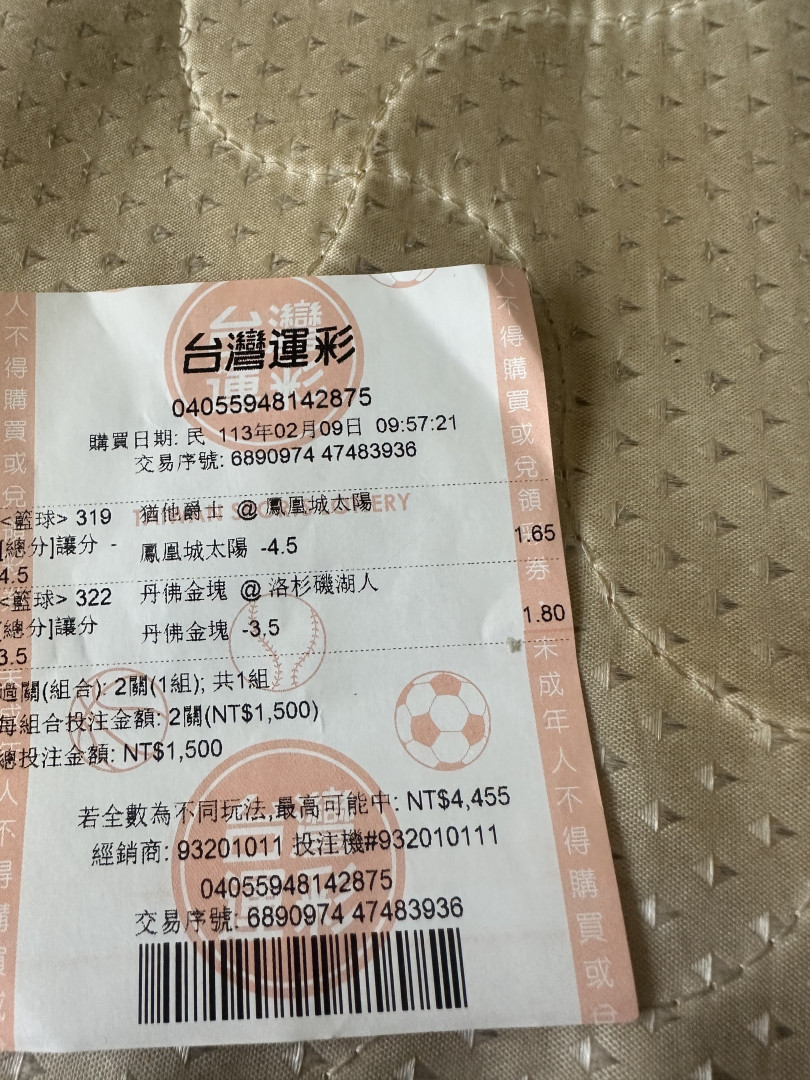 台灣運彩
04055948142875
購買日期: 民 113年02月09日 09:57:21
交易序號: 6890974 47483936
<籃球> 319 猶他爵士 @ 鳳凰城太陽
[總分]讓分 - 鳳凰城太陽 -4.5 1.65
4.5
<籃球> 322 丹佛金塊 @ 洛杉磯湖人
[總分]讓分 丹佛金塊 -3.5 1.80
3.5
過關(組合): 2關(1組); 共1組
每組合投注金額: 2關(NT$1,500)
總投注金額: NT$1,500
若全數為不同玩法,最高可能中: NT$4,455
經銷商: 93201011 投注機#932010111
04055948142875
交易序號: 6890974 47483936
人不得購買或兌
人不得購買或兌領 券 未成年人不得購買或兌